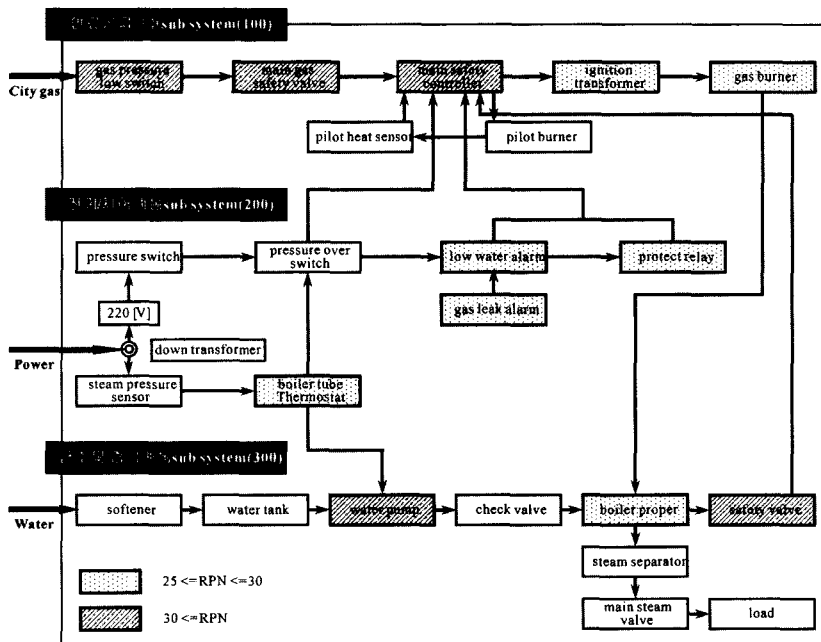 sub system(100)
City gas
gas pressure
low switch
main gas
safety valve
main safety
controller
ignition
transformer
gas burner
pilot heat sensor
pilot burner
sub system(200)
pressure switch
pressure over
switch
low water alarm
protect relay
220 [V]
gas leak alarm
Power
down transformer
steam pressure
sensor
boiler tube
Thermostat
sub system(300)
Water
softener
water tank
water pump
check valve
boiler proper
safety valve
25 <=RPN <=30
steam separator
30 <=RPN
main steam
valve
load